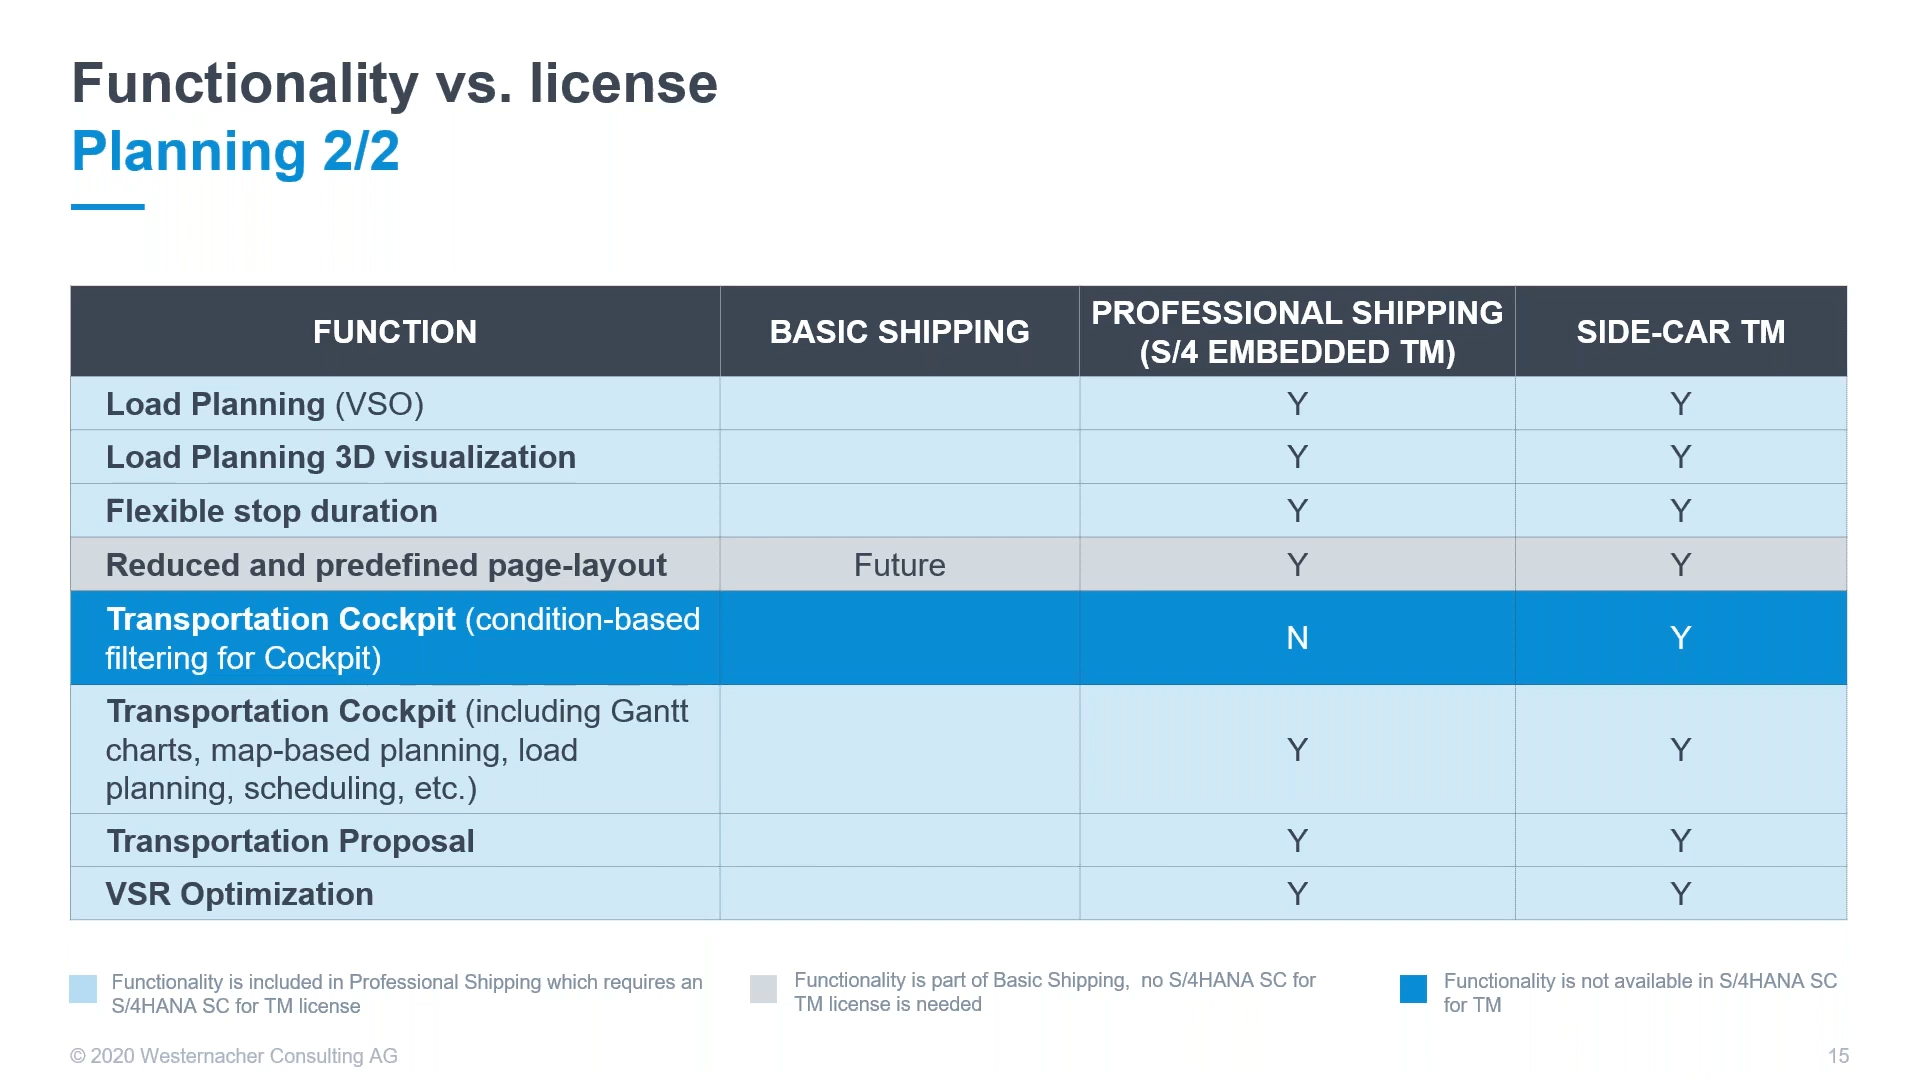 Functionality vs. license
Planning 2/2
FUNCTION
BASIC SHIPPING
PROFESSIONAL SHIPPING
(S/4 EMBEDDED TM)
SIDE-CAR TM
Load Planning (VSO)
Y
Y
Load Planning 3D visualization
Y
Y
Flexible stop duration
Y
Y
Reduced and predefined page-layout
Future
Y
Y
Transportation Cockpit (condition-based
filtering for Cockpit)
N
Y
Transportation Cockpit (including Gantt
charts, map-based planning, load
planning, scheduling, etc.)
Y
Y
Transportation Proposal
Y
Y
VSR Optimization
Y
Y
Functionality is included in Professional Shipping which requires an
S/4HANA SC for TM license
Functionality is part of Basic Shipping, no S/4HANA SC for
TM license is needed
Functionality is not available in S/4HANA SC
for TM
© 2020 Westernacher Consulting AG
15